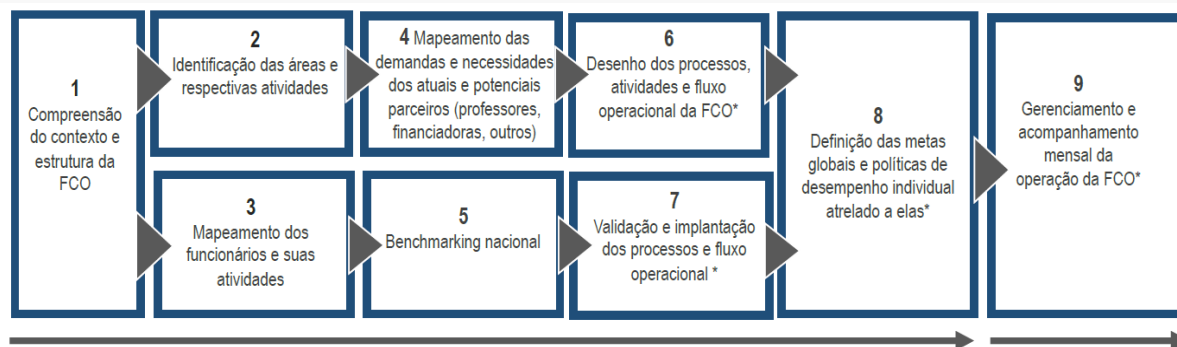 1
Compreensão
do contexto e
estrutura da
FCO
2
Identificação das áreas e
respectivas atividades
3
Mapeamento dos
funcionários e suas
atividades
4 Mapeamento das
demandas e necessidades
dos atuais e potenciais
parceiros (professores,
financiadoras, outros)
5
Benchmarking nacional
6
Desenho dos processos,
atividades e fluxo
operacional da FCO*
7
Validação e implantação
dos processos e fluxo
operacional *
8
Definição das metas
globais e políticas de
desempenho individual
atrelado a elas*
9
Gerenciamento e
acompanhamento
mensal da
operação da FCO*